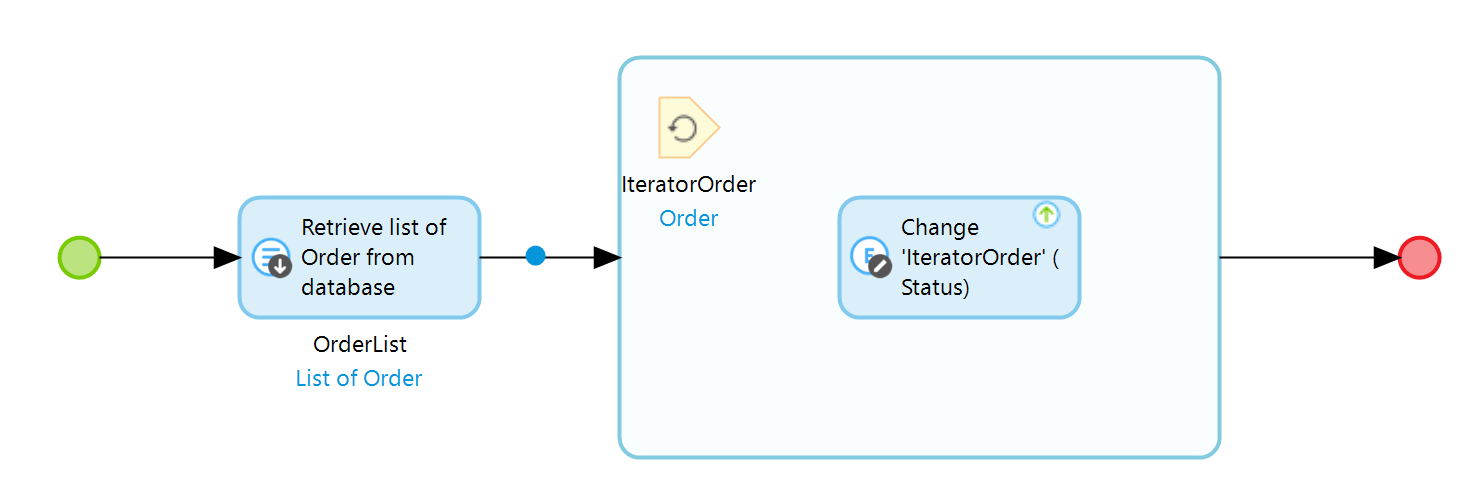 Retrieve list of
Order from
database
OrderList
List of Order
IteratorOrder
Order
Change
'IteratorOrder' (
Status)